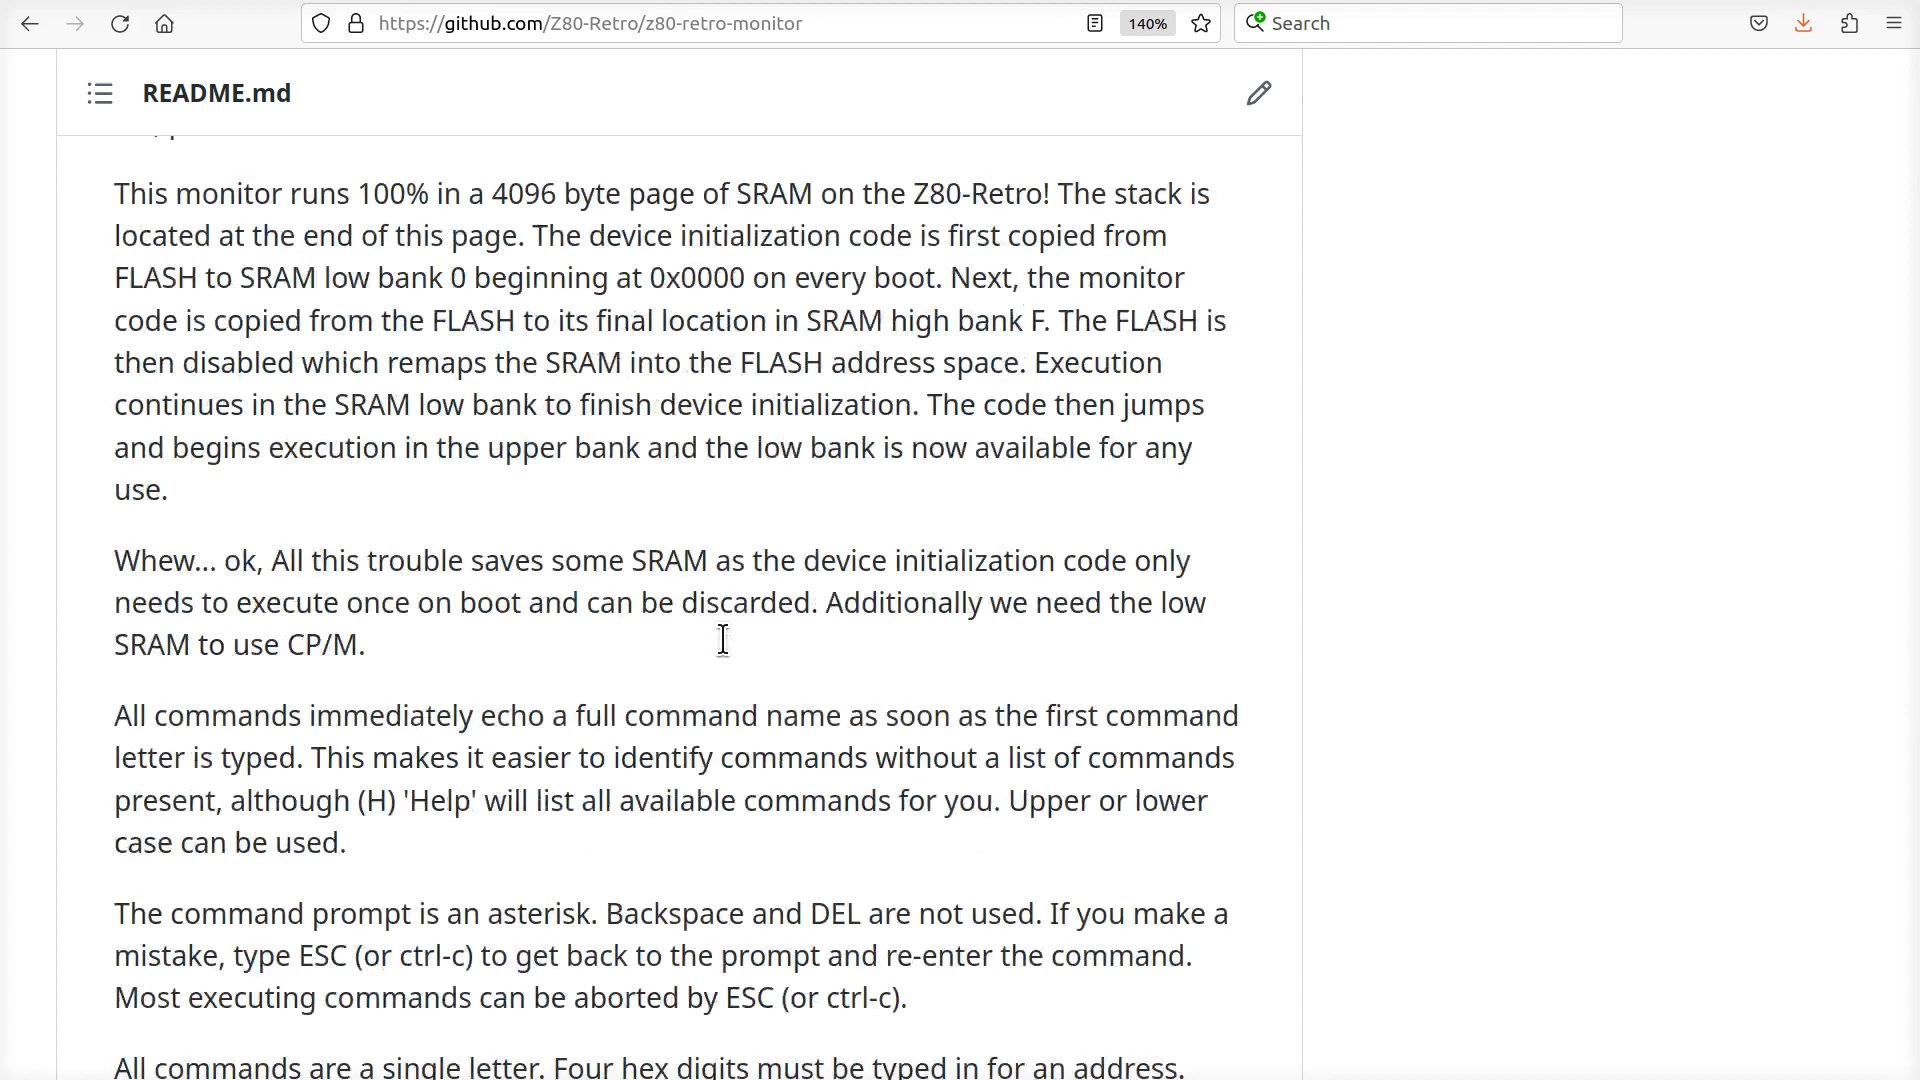 https://github.com/Z80-Retro/z80-retro-monitor
140%
Search
README.md
This monitor runs 100% in a 4096 byte page of SRAM on the Z80-Retro! The stack is
located at the end of this page. The device initialization code is first copied from
FLASH to SRAM low bank 0 beginning at 0x0000 on every boot. Next, the monitor
code is copied from the FLASH to its final location in SRAM high bank F. The FLASH is
then disabled which remaps the SRAM into the FLASH address space. Execution
continues in the SRAM low bank to finish device initialization. The code then jumps
and begins execution in the upper bank and the low bank is now available for any
use.
Whew... ok, All this trouble saves some SRAM as the device initialization code only
needs to execute once on boot and can be discarded. Additionally we need the low
SRAM to use CP/M.
All commands immediately echo a full command name as soon as the first command
letter is typed. This makes it easier to identify commands without a list of commands
present, although (H) 'Help' will list all available commands for you. Upper or lower
case can be used.
The command prompt is an asterisk. Backspace and DEL are not used. If you make a
mistake, type ESC (or ctrl-c) to get back to the prompt and re-enter the command.
Most executing commands can be aborted by ESC (or ctrl-c).
All commands are a single letter. Four hex digits must be typed in for an address.